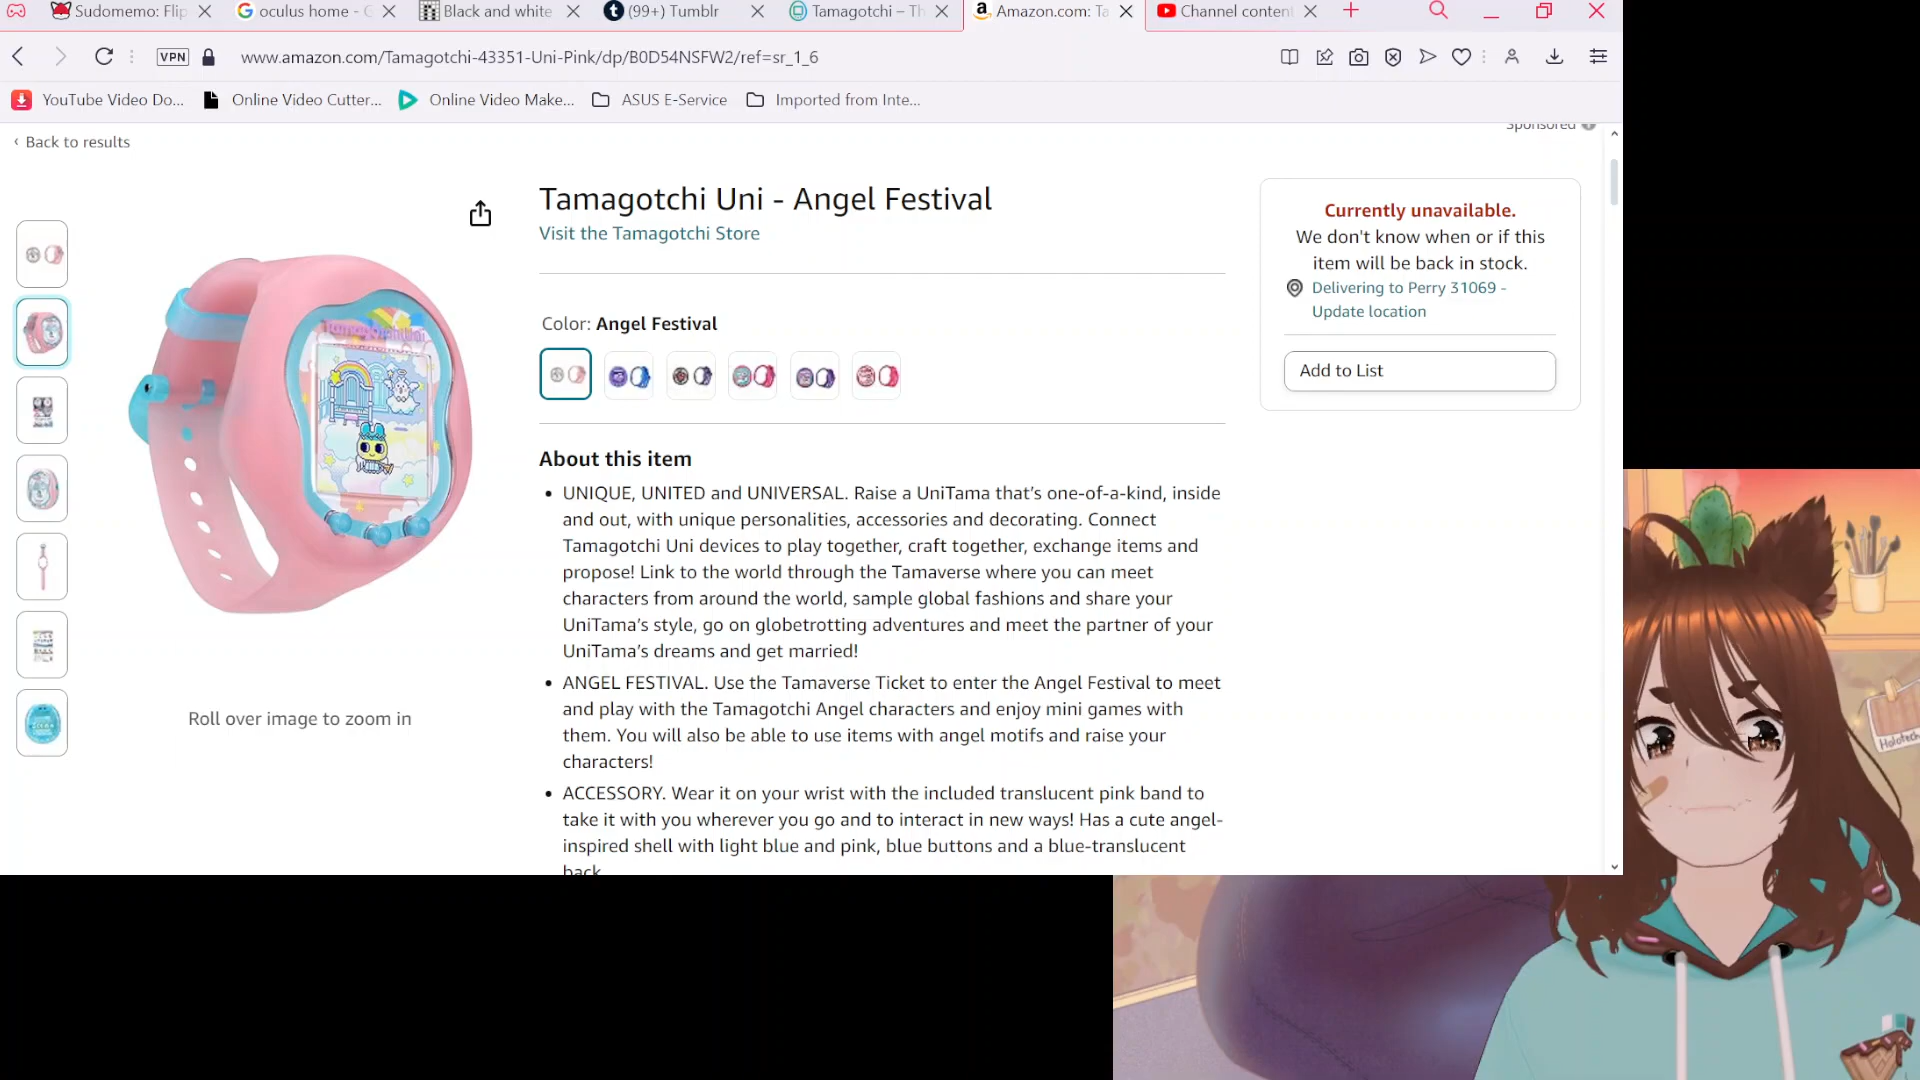 Sudomemo: Flip
oculus home - G
Black and white
(99+) Tumblr
Tamagotchi – Th
Amazon.com: Ta
Channel content
VPN
www.amazon.com/Tamagotchi-43351-Uni-Pink/dp/B0D54NSFW2/ref=sr_1_6
YouTube Video Do...
Online Video Cutter...
Online Video Make...
ASUS E-Service
Imported from Inte...
Sponsored
‹ Back to results
Tamagotchi Uni - Angel Festival
Visit the Tamagotchi Store
Color: Angel Festival
About this item
• UNIQUE, UNITED and UNIVERSAL. Raise a UniTama that’s one-of-a-kind, inside
and out, with unique personalities, accessories and decorating. Connect
Tamagotchi Uni devices to play together, craft together, exchange items and
propose! Link to the world through the Tamaverse where you can meet
characters from around the world, sample global fashions and share your
UniTama’s style, go on globetrotting adventures and meet the partner of your
UniTama’s dreams and get married!
• ANGEL FESTIVAL. Use the Tamaverse Ticket to enter the Angel Festival to meet
and play with the Tamagotchi Angel characters and enjoy mini games with
them. You will also be able to use items with angel motifs and raise your
characters!
• ACCESSORY. Wear it on your wrist with the included translucent pink band to
take it with you wherever you go and to interact in new ways! Has a cute angel-
inspired shell with light blue and pink, blue buttons and a blue-translucent
back
Roll over image to zoom in
Currently unavailable.
We don't know when or if this
item will be back in stock.
Delivering to Perry 31069 -
Update location
Add to List
Holotech